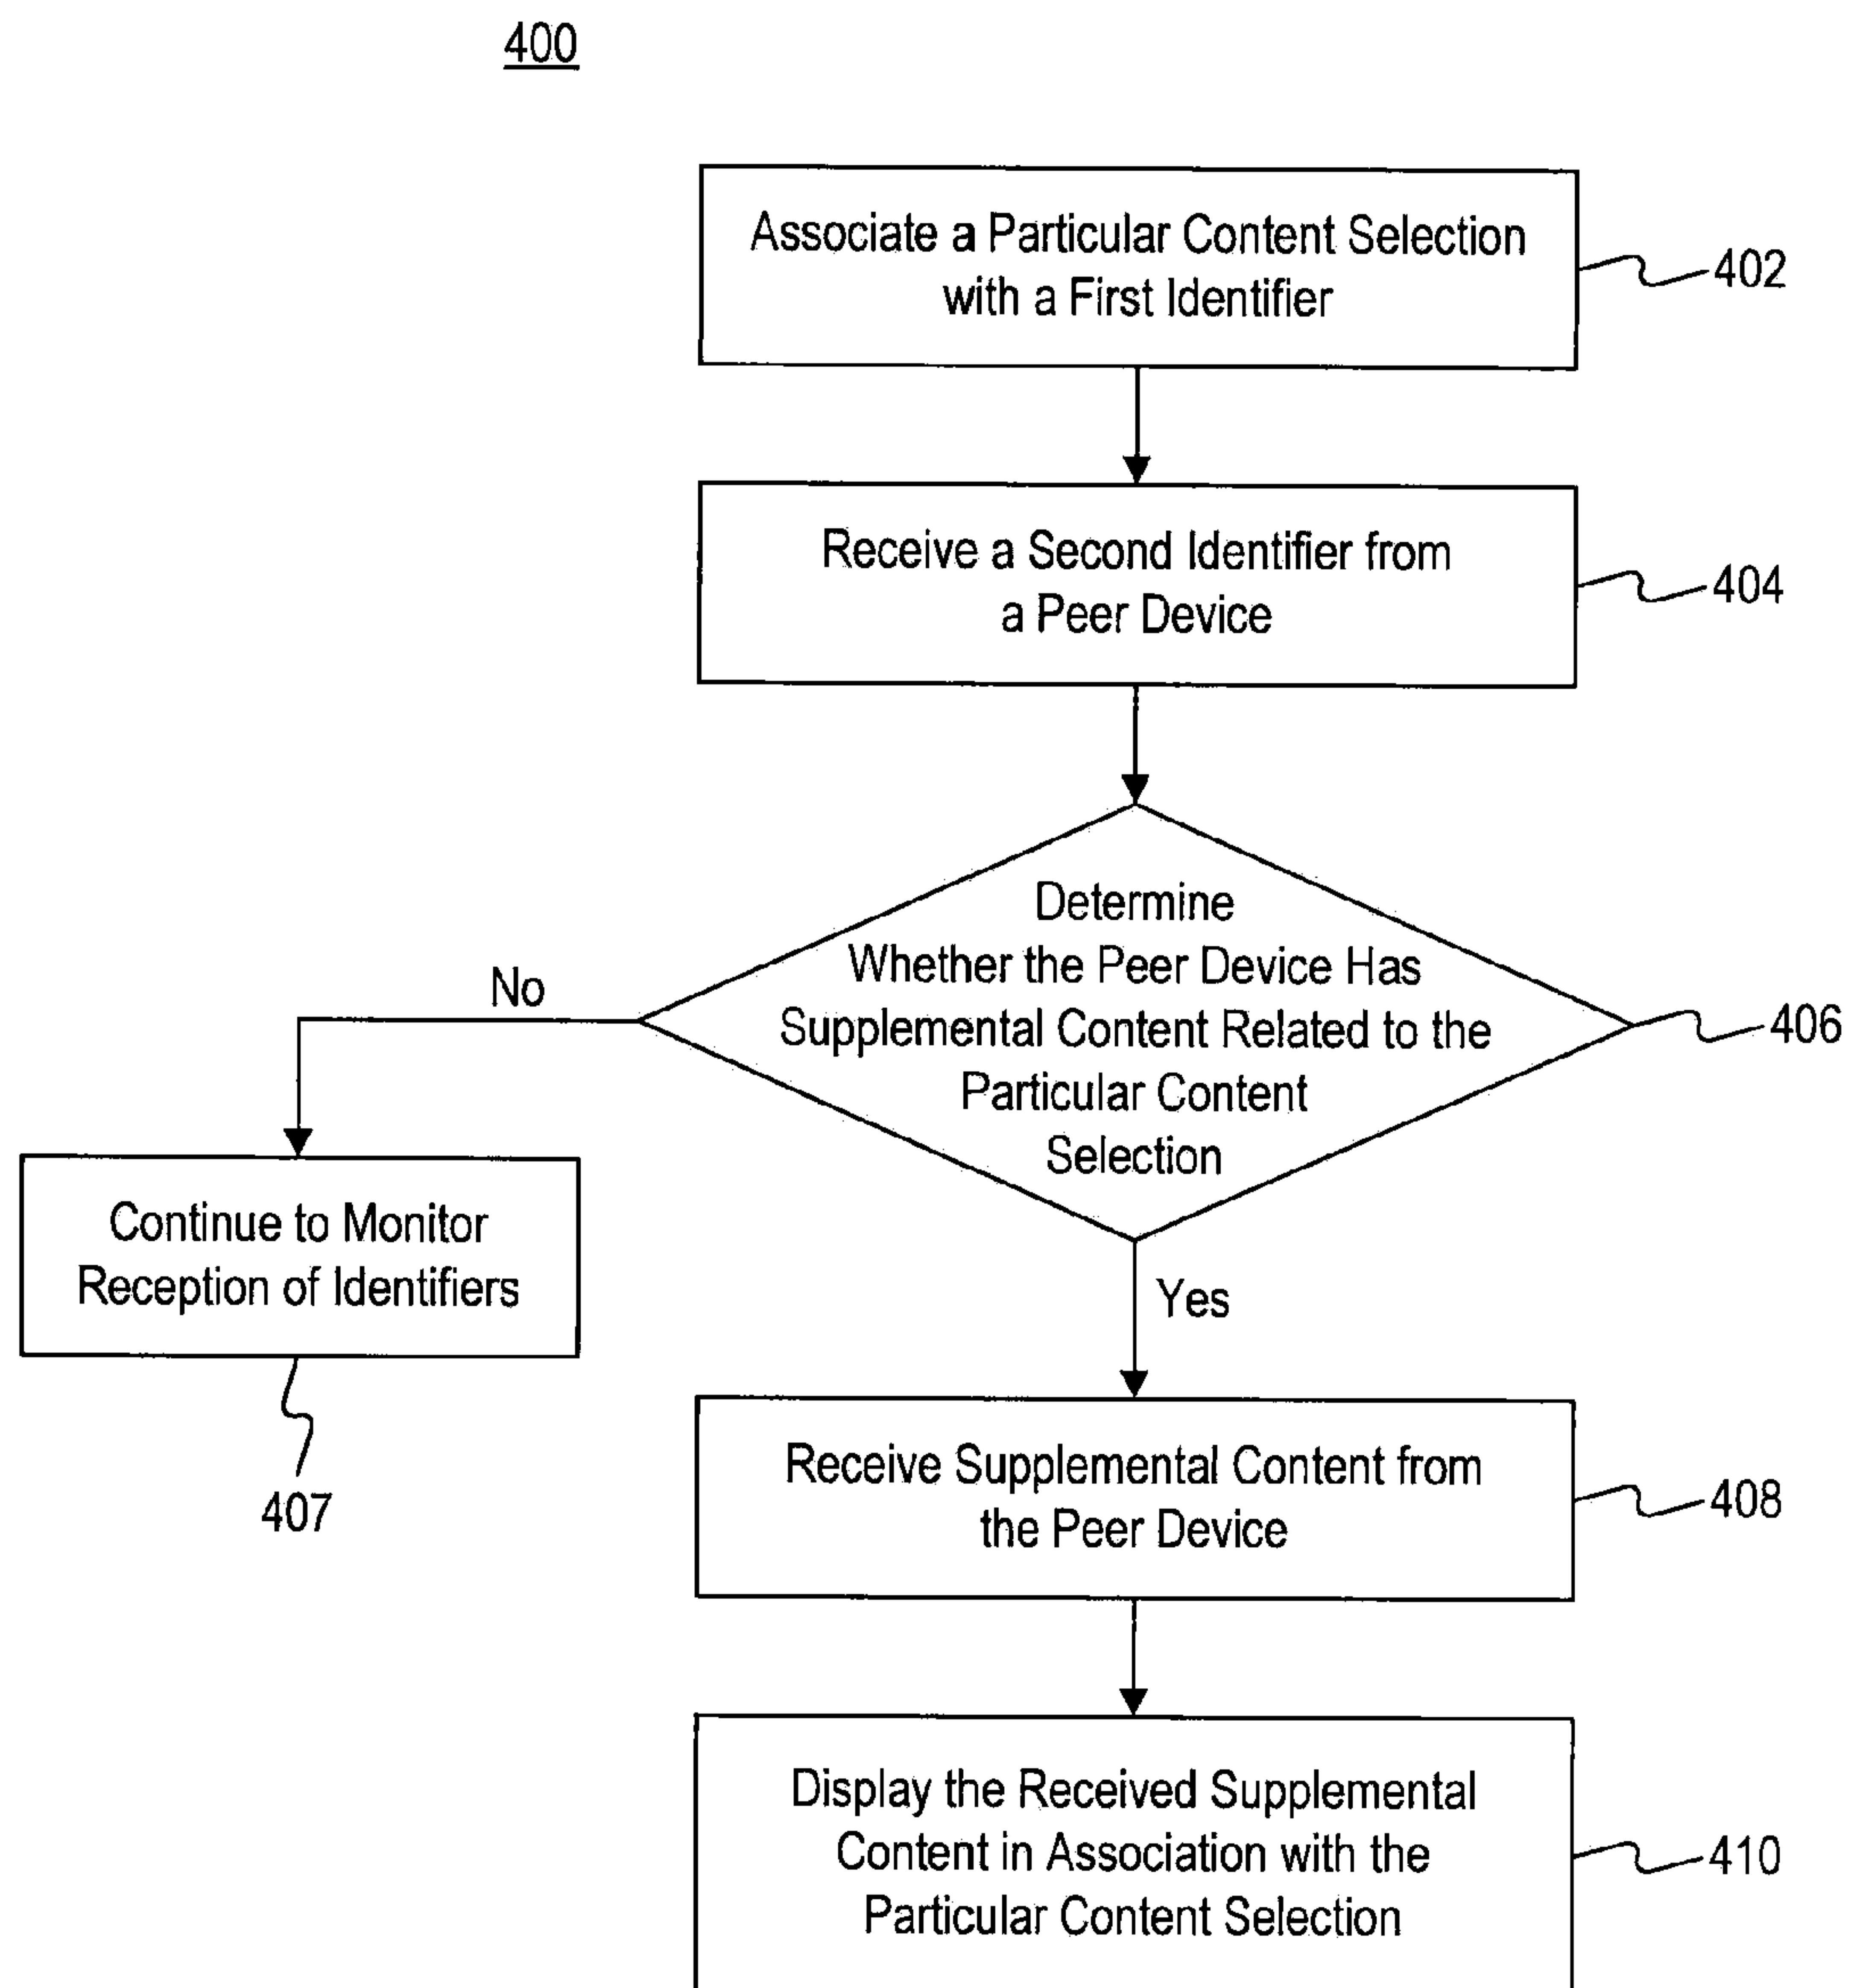 400
Associate a Particular Content Selection
with a First Identifier
402
Receive a Second Identifier from
a Peer Device
404
Determine
Whether the Peer Device Has
Supplemental Content Related to the
Particular Content
Selection
406
No
Continue to Monitor
Reception of Identifiers
407
Yes
Receive Supplemental Content from
the Peer Device
408
Display the Received Supplemental
Content in Association with the
Particular Content Selection
410